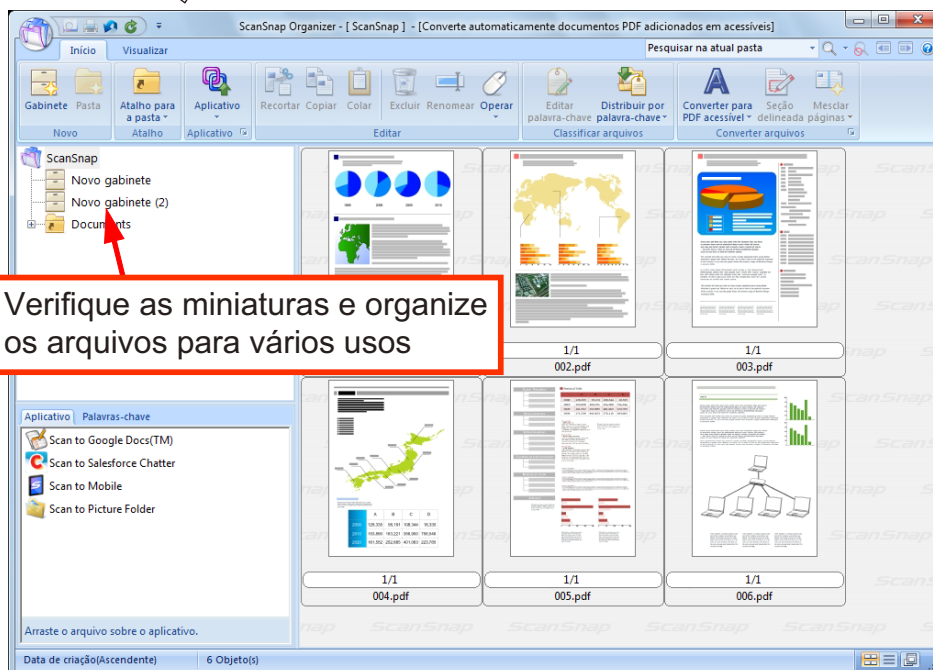 ScanSnap Organizer - [ ScanSnap ] - [Converte automaticamente documentos PDF adicionados em acessíveis]
Início Visualizar
Pesquisar na atual pasta
Gabinete Pasta Atalho para a pasta Aplicativo Recortar Copiar Colar Excluir Renomear Operar Editar palavra-chave Distribuir por palavra-chave Converter para PDF acessível Seção delineada Mesclar páginas
Novo Atalho Aplicativo Editar Classificar arquivos Converter arquivos
ScanSnap
Novo gabinete
Novo gabinete (2)
Documents
Verifique as miniaturas e organize
os arquivos para vários usos
1/1 1/1
002.pdf 003.pdf
Aplicativo Palavras-chave
Scan to Google Docs(TM)
Scan to Salesforce Chatter
Scan to Mobile
Scan to Picture Folder
A B C D
1/1 1/1 1/1
004.pdf 005.pdf 006.pdf
Arraste o arquivo sobre o aplicativo.
Data de criação(Ascendente) 6 Objeto(s)